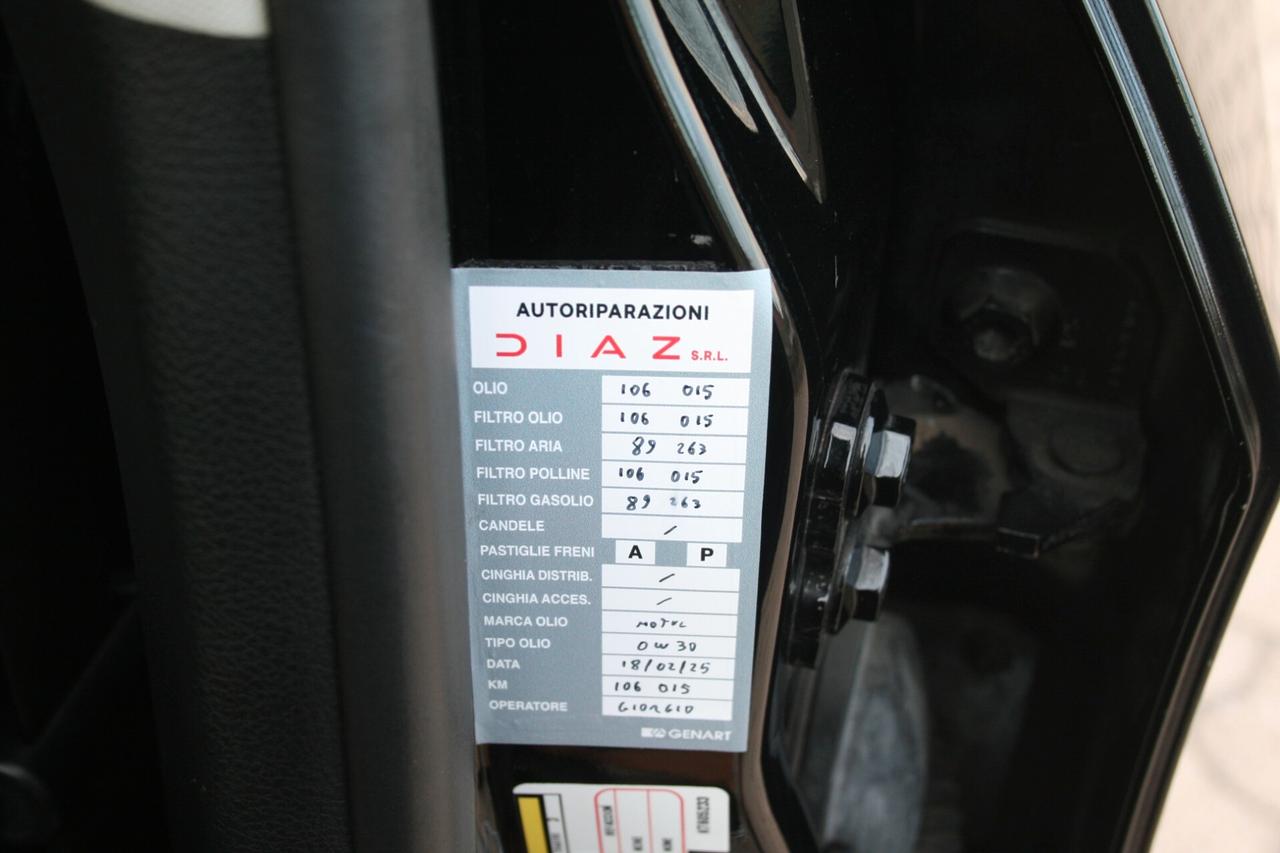 AUTORIPARAZIONI
DIAZ S.R.L.
OLIO 106 015
FILTRO OLIO 106 015
FILTRO ARIA 89 263
FILTRO POLLINE 106 015
FILTRO GASOLIO 89 263
CANDELE /
PASTIGLIE FRENI A P
CINGHIA DISTRIB. /
CINGHIA ACCES. /
MARCA OLIO MOTUL
TIPO OLIO 0W30
DATA 18/02/25
KM 106 015
OPERATORE GIORGIO
GENART